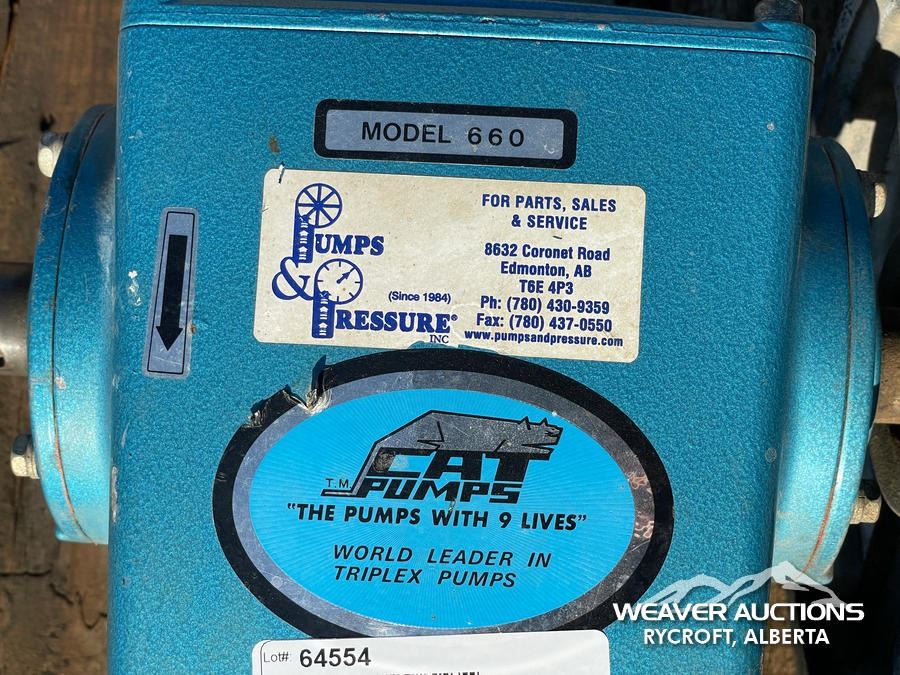 MODEL 660
PUMPS
& PRESSURE®
INC
(Since 1984)
FOR PARTS, SALES
& SERVICE
8632 Coronet Road
Edmonton, AB
T6E 4P3
Ph: (780) 430-9359
Fax: (780) 437-0550
www.pumpsandpressure.com
CAT
T.M. PUMPS
"THE PUMPS WITH 9 LIVES"
WORLD LEADER IN
TRIPLEX PUMPS
Lot#: 64554
WEAVER AUCTIONS
RYCROFT, ALBERTA